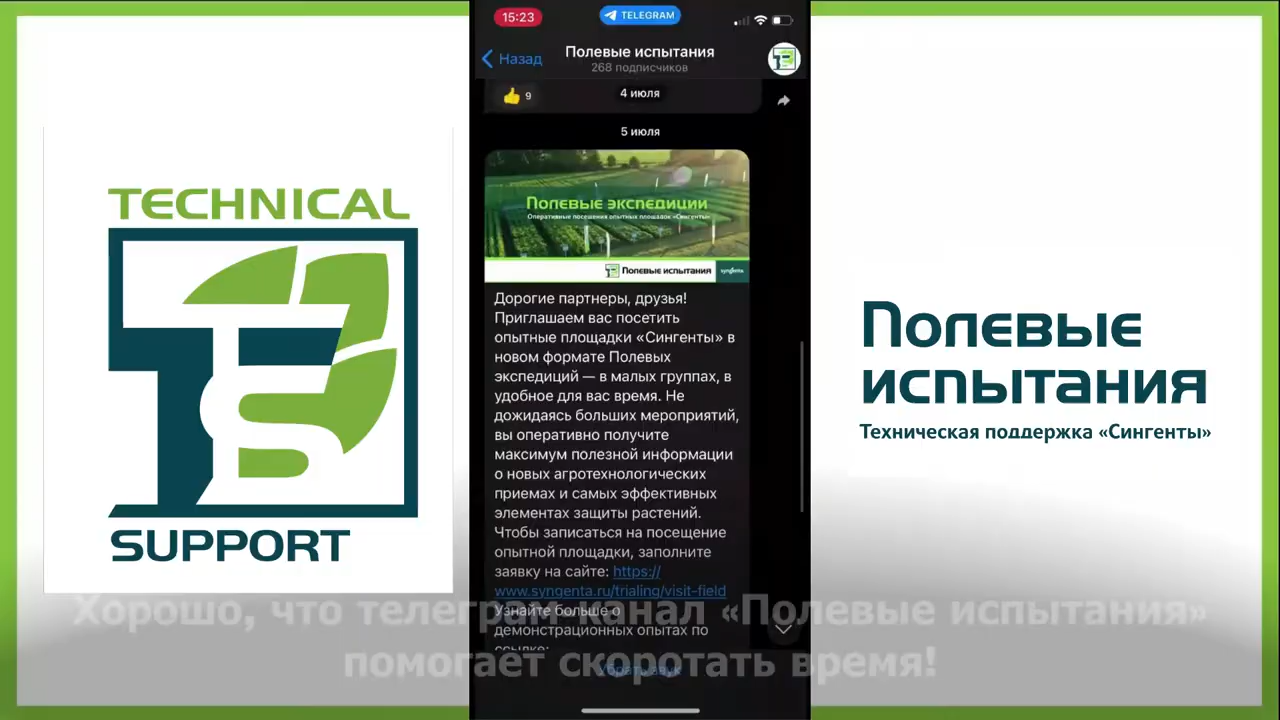 TECHNICAL
SUPPORT
15:23
TELEGRAM
Назад
Полевые испытания
268 подписчиков
9
4 июля
5 июля
Полевые экспедиции
Оперативные посещения опытных площадок «Сингенты»
Полевые испытания
syngenta
Дорогие партнеры, друзья!
Приглашаем вас посетить
опытные площадки «Сингенты» в
новом формате Полевых
экспедиций — в малых группах, в
удобное для вас время. Не
дожидаясь больших мероприятий,
вы оперативно получите
максимум полезной информации
о новых агротехнологических
приемах и самых эффективных
элементах защиты растений.
Чтобы записаться на посещение
опытной площадки, заполните
заявку на сайте: https://
www.syngenta.ru/trialing/visit-field
Узнайте больше о
демонстрационных опытах по
ссылке:
Убрать звук
Полевые
испытания
Техническая поддержка «Сингенты»
Хорошо, что телеграм-канал «Полевые испытания»
помогает скоротать время!